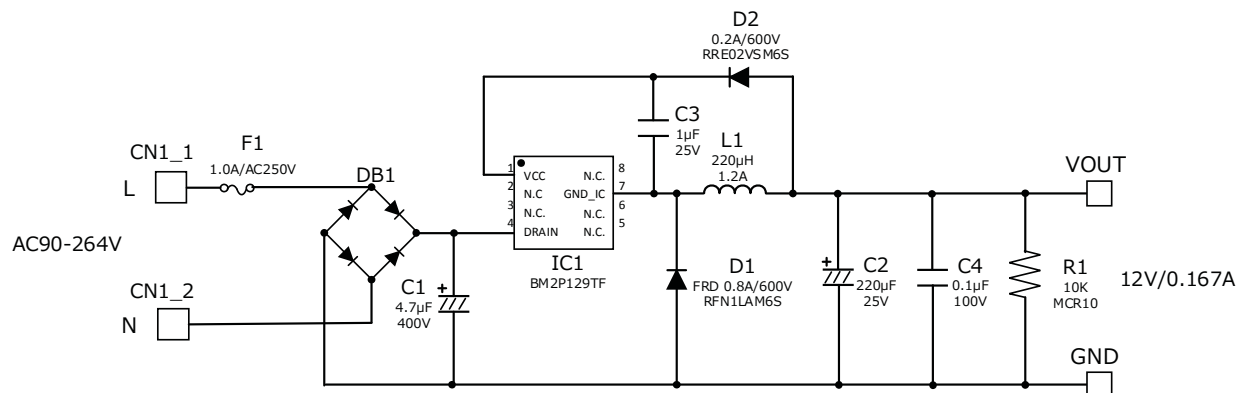 D2
0.2A/600V
RRE02VSM6S
C3
1µF
25V
L1
220µH
1.2A
F1
1.0A/AC250V
CN1_1
L
DB1
AC90-264V
CN1_2
N
C1
4.7µF
400V
1 VCC N.C. 8
2 N.C GND_IC 7
3 N.C. N.C. 6
4 DRAIN N.C. 5
IC1
BM2P129TF
D1
FRD 0.8A/600V
RFN1LAM6S
C2
220µF
25V
C4
0.1µF
100V
R1
10K
MCR10
VOUT
12V/0.167A
GND